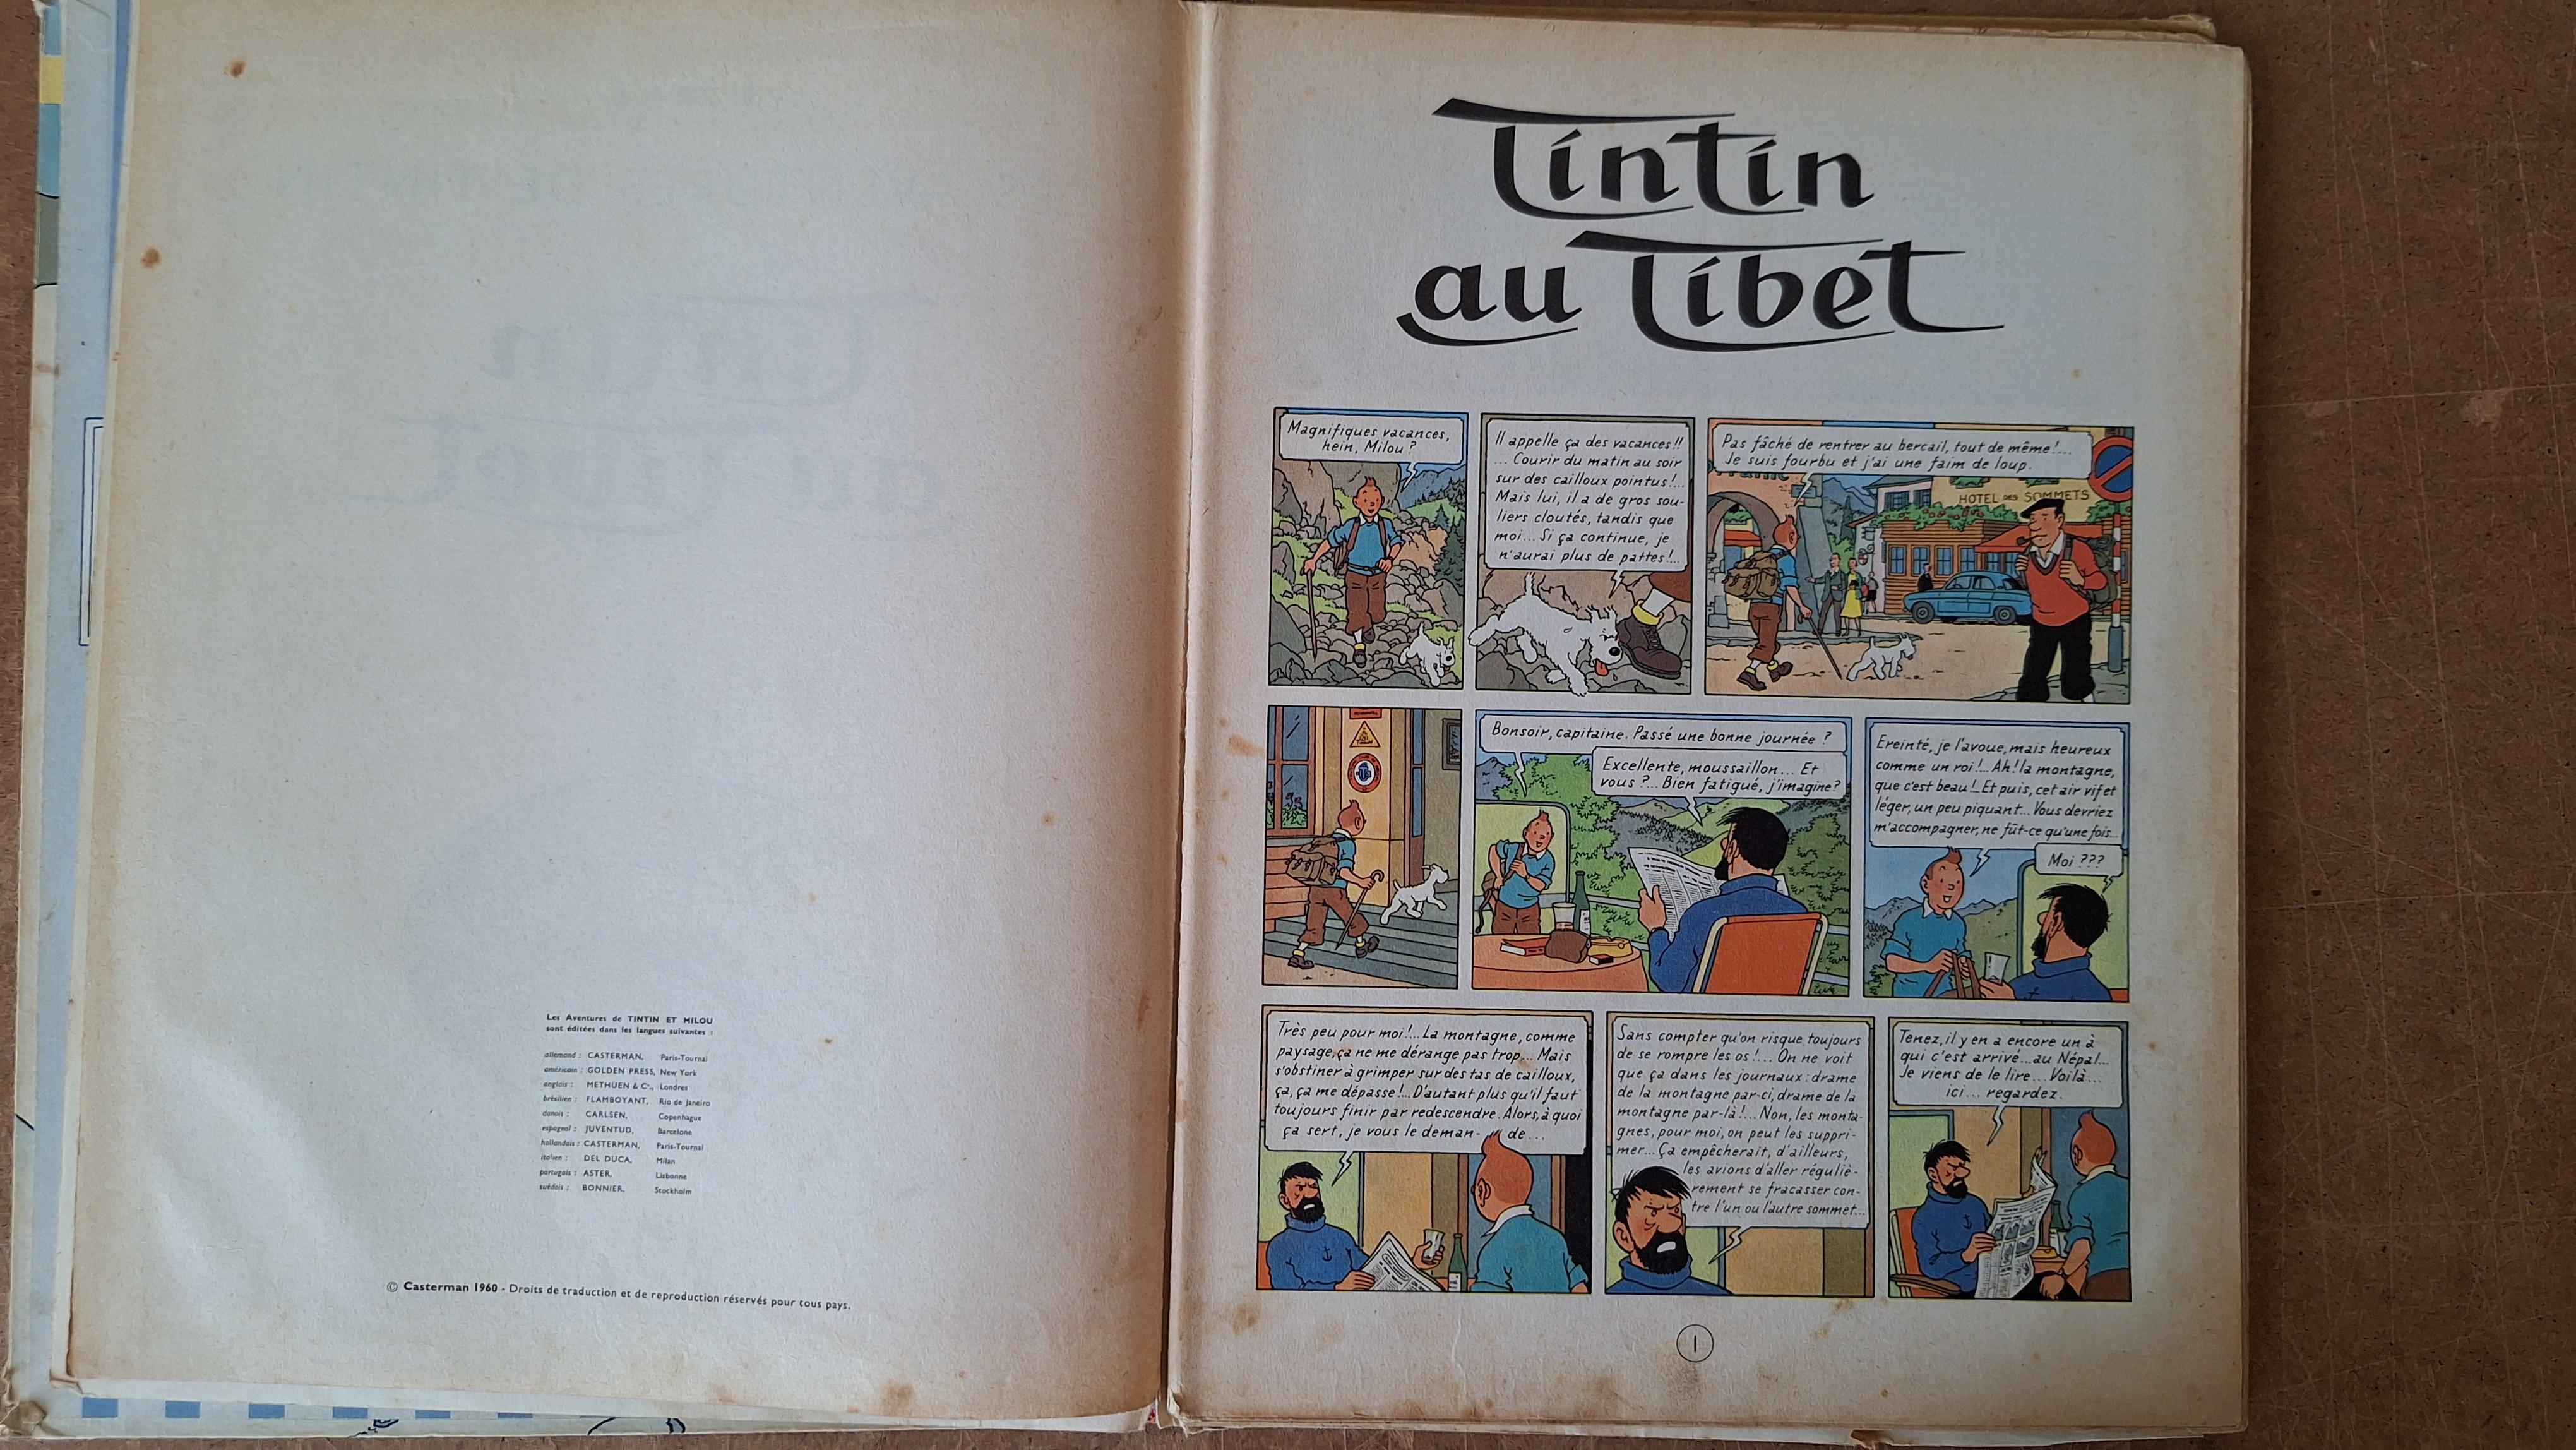 Les Aventures de TINTIN ET MILOU
sont éditées dans les langues suivantes :
allemand : CASTERMAN, Paris-Tournai
américain : GOLDEN PRESS, New York
anglais : METHUEN & Co., Londres
brésilien : FLAMBOYANT, Rio de Janeiro
danois : CARLSEN, Copenhague
espagnol : JUVENTUD, Barcelone
hollandais : CASTERMAN, Paris-Tournai
italien : DEL DUCA, Milan
portugais : ASTER, Lisbonne
suédois : BONNIER, Stockholm
© Casterman 1960 - Droits de traduction et de reproduction réservés pour tous pays.
Tintin
au Tibet
Magnifiques vacances,
hein, Milou ?
Il appelle ça des vacances!!
... Courir du matin au soir
sur des cailloux pointus!...
Mais lui, il a de gros sou-
liers cloutés, tandis que
moi... Si ça continue, je
n'aurai plus de pattes!...
Pas fâché de rentrer au bercail, tout de même!...
Je suis fourbu et j'ai une faim de loup.
HOTEL DES SOMMETS
Bonsoir, capitaine. Passé une bonne journée ?
Excellente, moussaillon... Et
vous ?... Bien fatigué, j'imagine?
Ereinté, je l'avoue, mais heureux
comme un roi!... Ah! la montagne,
que c'est beau!... Et puis, cet air vif et
léger, un peu piquant... Vous devriez
m'accompagner, ne fût-ce qu'une fois...
Moi ???
Très peu pour moi!... La montagne, comme
paysage, ça ne me dérange pas trop... Mais
s'obstiner à grimper sur des tas de cailloux,
ça, ça me dépasse!... D'autant plus qu'il faut
toujours finir par redescendre. Alors, à quoi
ça sert, je vous le deman- de...
Sans compter qu'on risque toujours
de se rompre les os!... On ne voit
que ça dans les journaux: drame
de la montagne par-ci, drame de la
montagne par-là!... Non, les monta-
gnes, pour moi, on peut les suppri-
mer... Ça empêcherait, d'ailleurs,
les avions d'aller réguliè-
rement se fracasser con-
tre l'un ou l'autre sommet...
Tenez, il y en a encore un à
qui c'est arrivé... au Népal...
Je viens de le lire... Voilà...
ici... regardez.
1